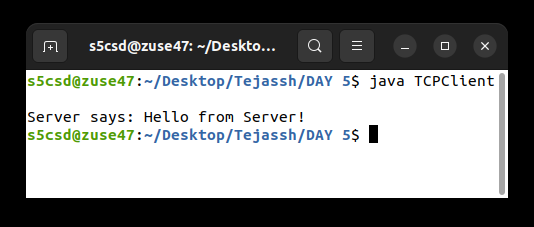 s5csd@zuse47: ~/Deskto...
s5csd@zuse47:~/Desktop/Tejassh/DAY 5$ java TCPClient

Server says: Hello from Server!
s5csd@zuse47:~/Desktop/Tejassh/DAY 5$